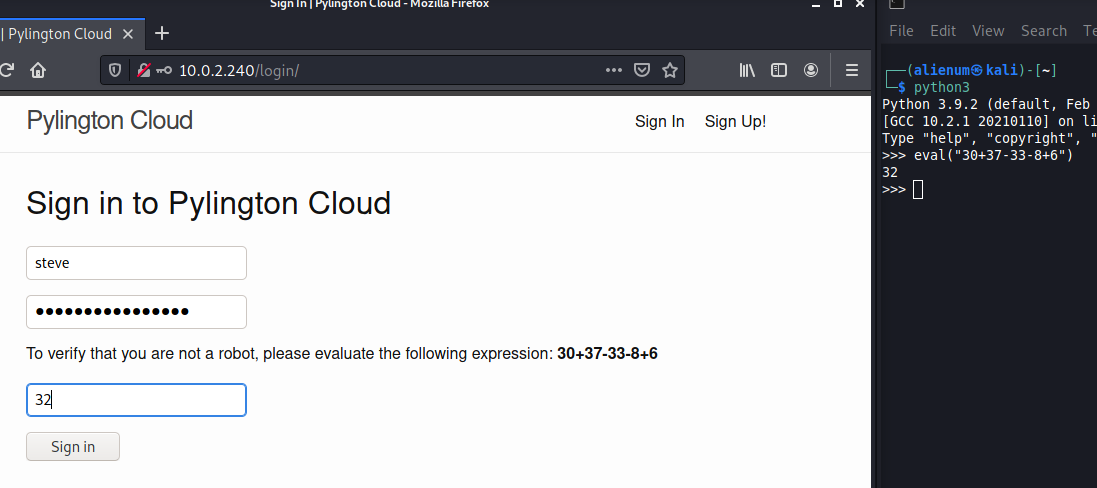 Sign In | Pylington Cloud - Mozilla Firefox
| Pylington Cloud
10.0.2.240/login/
Pylington Cloud
Sign In Sign Up!
Sign in to Pylington Cloud
steve
●●●●●●●●●●●●●●●●
To verify that you are not a robot, please evaluate the following expression: 30+37-33-8+6
32
Sign in
File Edit View Search Te
(alienum㉿kali)-[~]
$ python3
Python 3.9.2 (default, Feb
[GCC 10.2.1 20210110] on li
Type "help", "copyright", "
>>> eval("30+37-33-8+6")
32
>>>